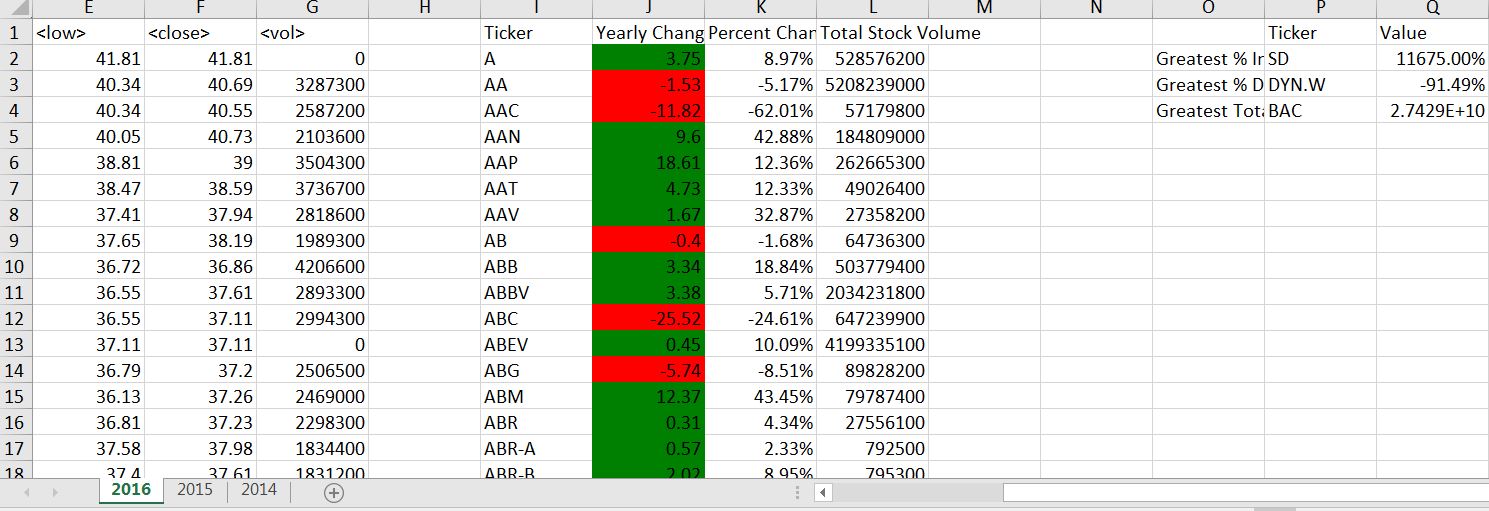 E F G H I J K L M N O P Q
1 <low> <close> <vol> Ticker Yearly Chang Percent Chan Total Stock Volume Ticker Value
2 41.81 41.81 0 A 3.75 8.97% 528576200 Greatest % In SD 11675.00%
3 40.34 40.69 3287300 AA -1.53 -5.17% 5208239000 Greatest % D DYN.W -91.49%
4 40.34 40.55 2587200 AAC -11.82 -62.01% 57179800 Greatest Tota BAC 2.7429E+10
5 40.05 40.73 2103600 AAN 9.6 42.88% 184809000
6 38.81 39 3504300 AAP 18.61 12.36% 262665300
7 38.47 38.59 3736700 AAT 4.73 12.33% 49026400
8 37.41 37.94 2818600 AAV 1.67 32.87% 27358200
9 37.65 38.19 1989300 AB -0.4 -1.68% 64736300
10 36.72 36.86 4206600 ABB 3.34 18.84% 503779400
11 36.55 37.61 2893300 ABBV 3.38 5.71% 2034231800
12 36.55 37.11 2994300 ABC -25.52 -24.61% 647239900
13 37.11 37.11 0 ABEV 0.45 10.09% 4199335100
14 36.79 37.2 2506500 ABG -5.74 -8.51% 89828200
15 36.13 37.26 2469000 ABM 12.37 43.45% 79787400
16 36.81 37.23 2298300 ABR 0.31 4.34% 27556100
17 37.58 37.98 1834400 ABR-A 0.57 2.33% 792500
18 37.4 37.61 1831200 ABR-B 2.02 8.95% 795300
2016 2015 2014